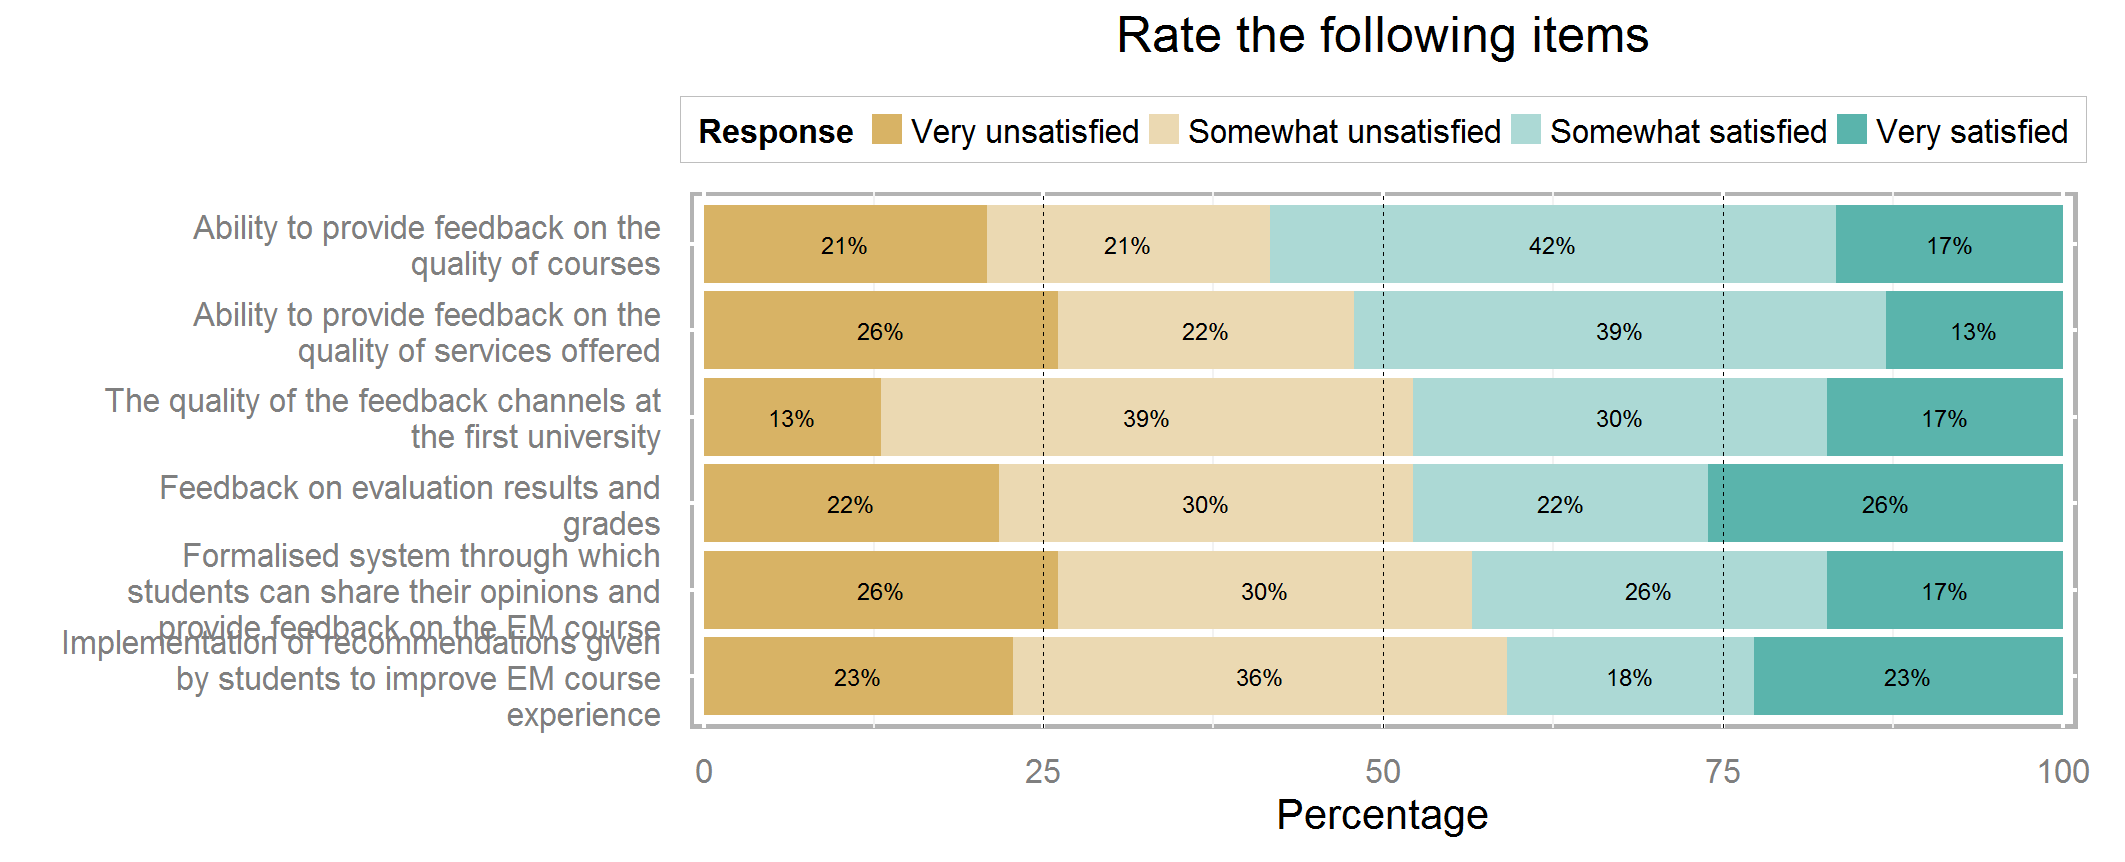 Rate the following items
Response Very unsatisfied Somewhat unsatisfied Somewhat satisfied Very satisfied
Ability to provide feedback on the
quality of courses
21% 21% 42% 17%
Ability to provide feedback on the
quality of services offered
26% 22% 39% 13%
The quality of the feedback channels at
the first university
13% 39% 30% 17%
Feedback on evaluation results and
grades
22% 30% 22% 26%
Formalised system through which
students can share their opinions and
provide feedback on the EM course
26% 30% 26% 17%
Implementation of recommendations given
by students to improve EM course
experience
23% 36% 18% 23%
0 25 50 75 100
Percentage